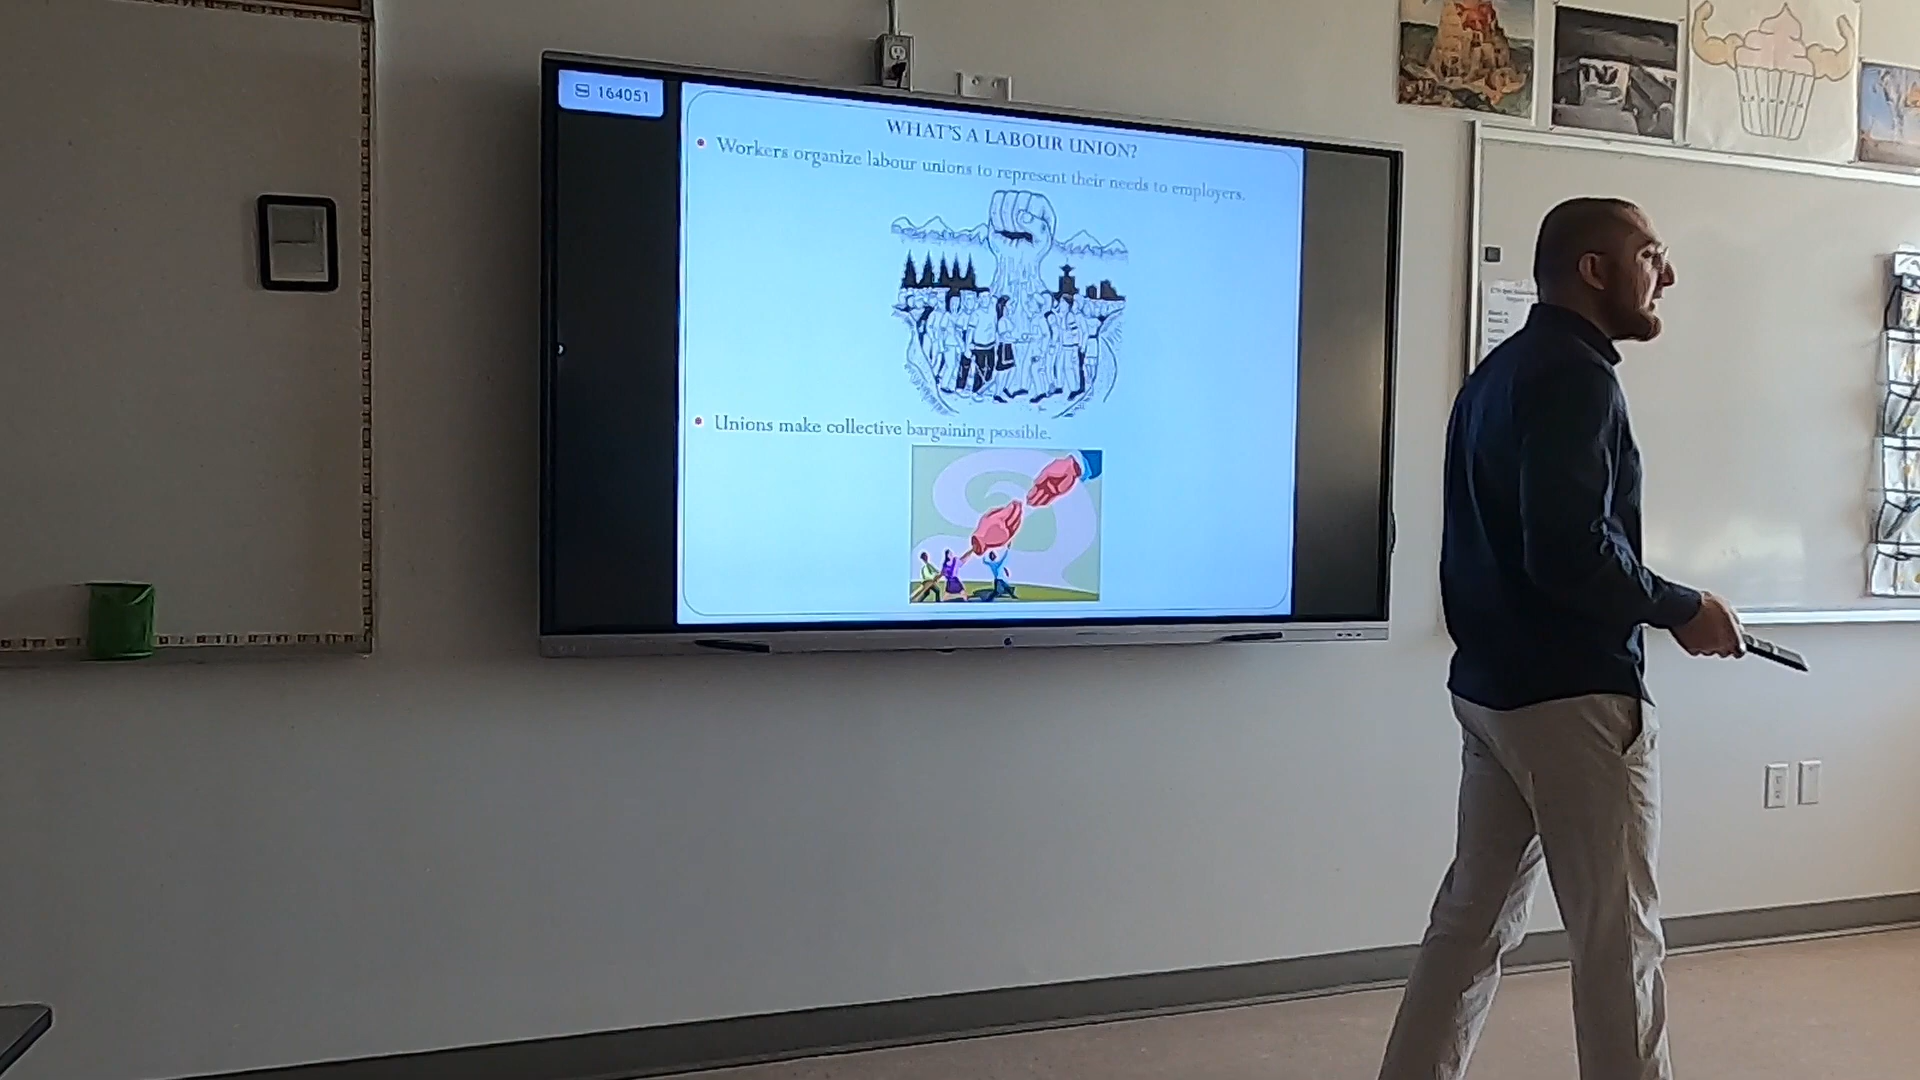 164051
WHAT'S A LABOUR UNION?
• Workers organize labour unions to represent their needs to employers.
• Unions make collective bargaining possible.